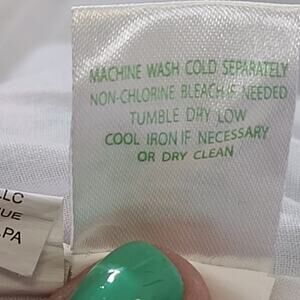 MACHINE WASH COLD SEPARATELY
NON-CHLORINE BLEACH IF NEEDED
TUMBLE DRY LOW
COOL IRON IF NECESSARY
OR DRY CLEAN
LLC
UE
PA